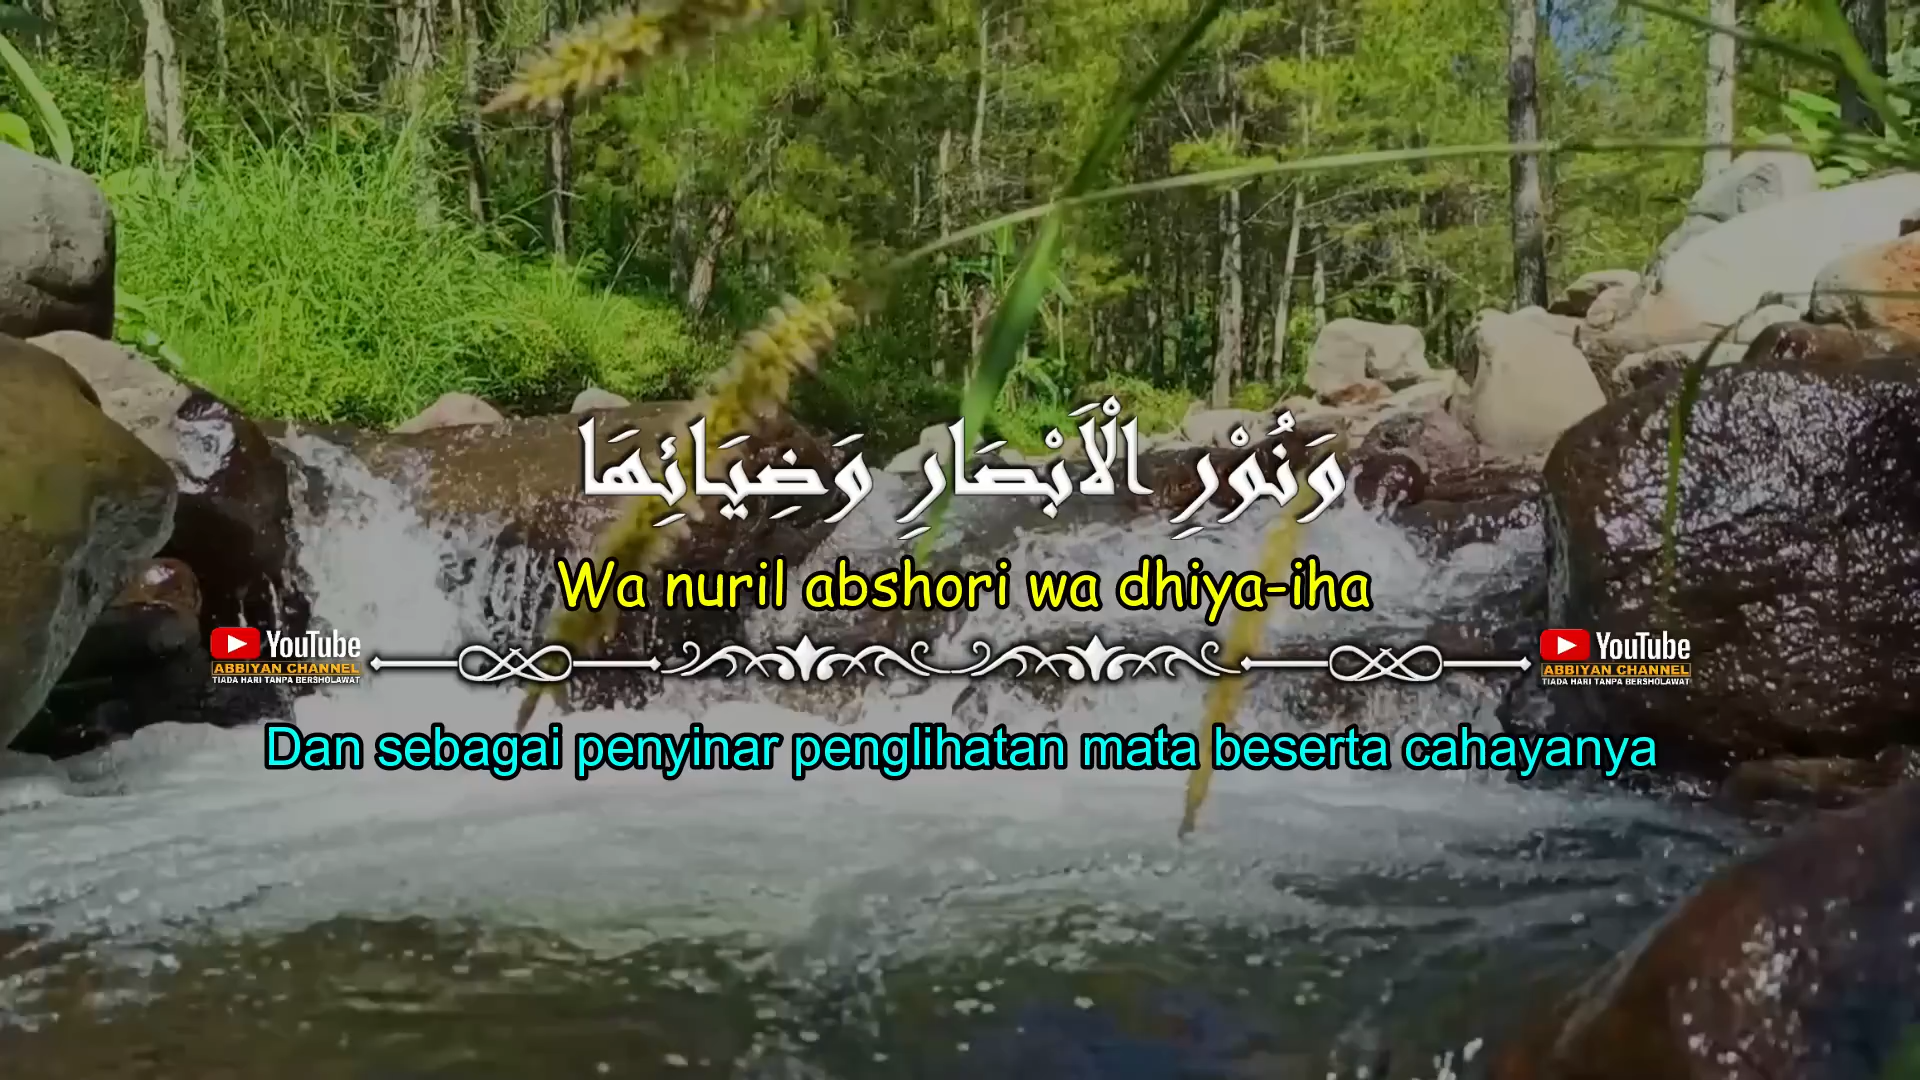 وَنُوْرِ الْاَبْصَارِ وَضِيَائِهَا
Wa nuril abshori wa dhiya-iha
YouTube
ABBIYAN CHANNEL
TIADA HARI TANPA BERSHOLAWAT
YouTube
ABBIYAN CHANNEL
TIADA HARI TANPA BERSHOLAWAT
Dan sebagai penyinar penglihatan mata beserta cahayanya